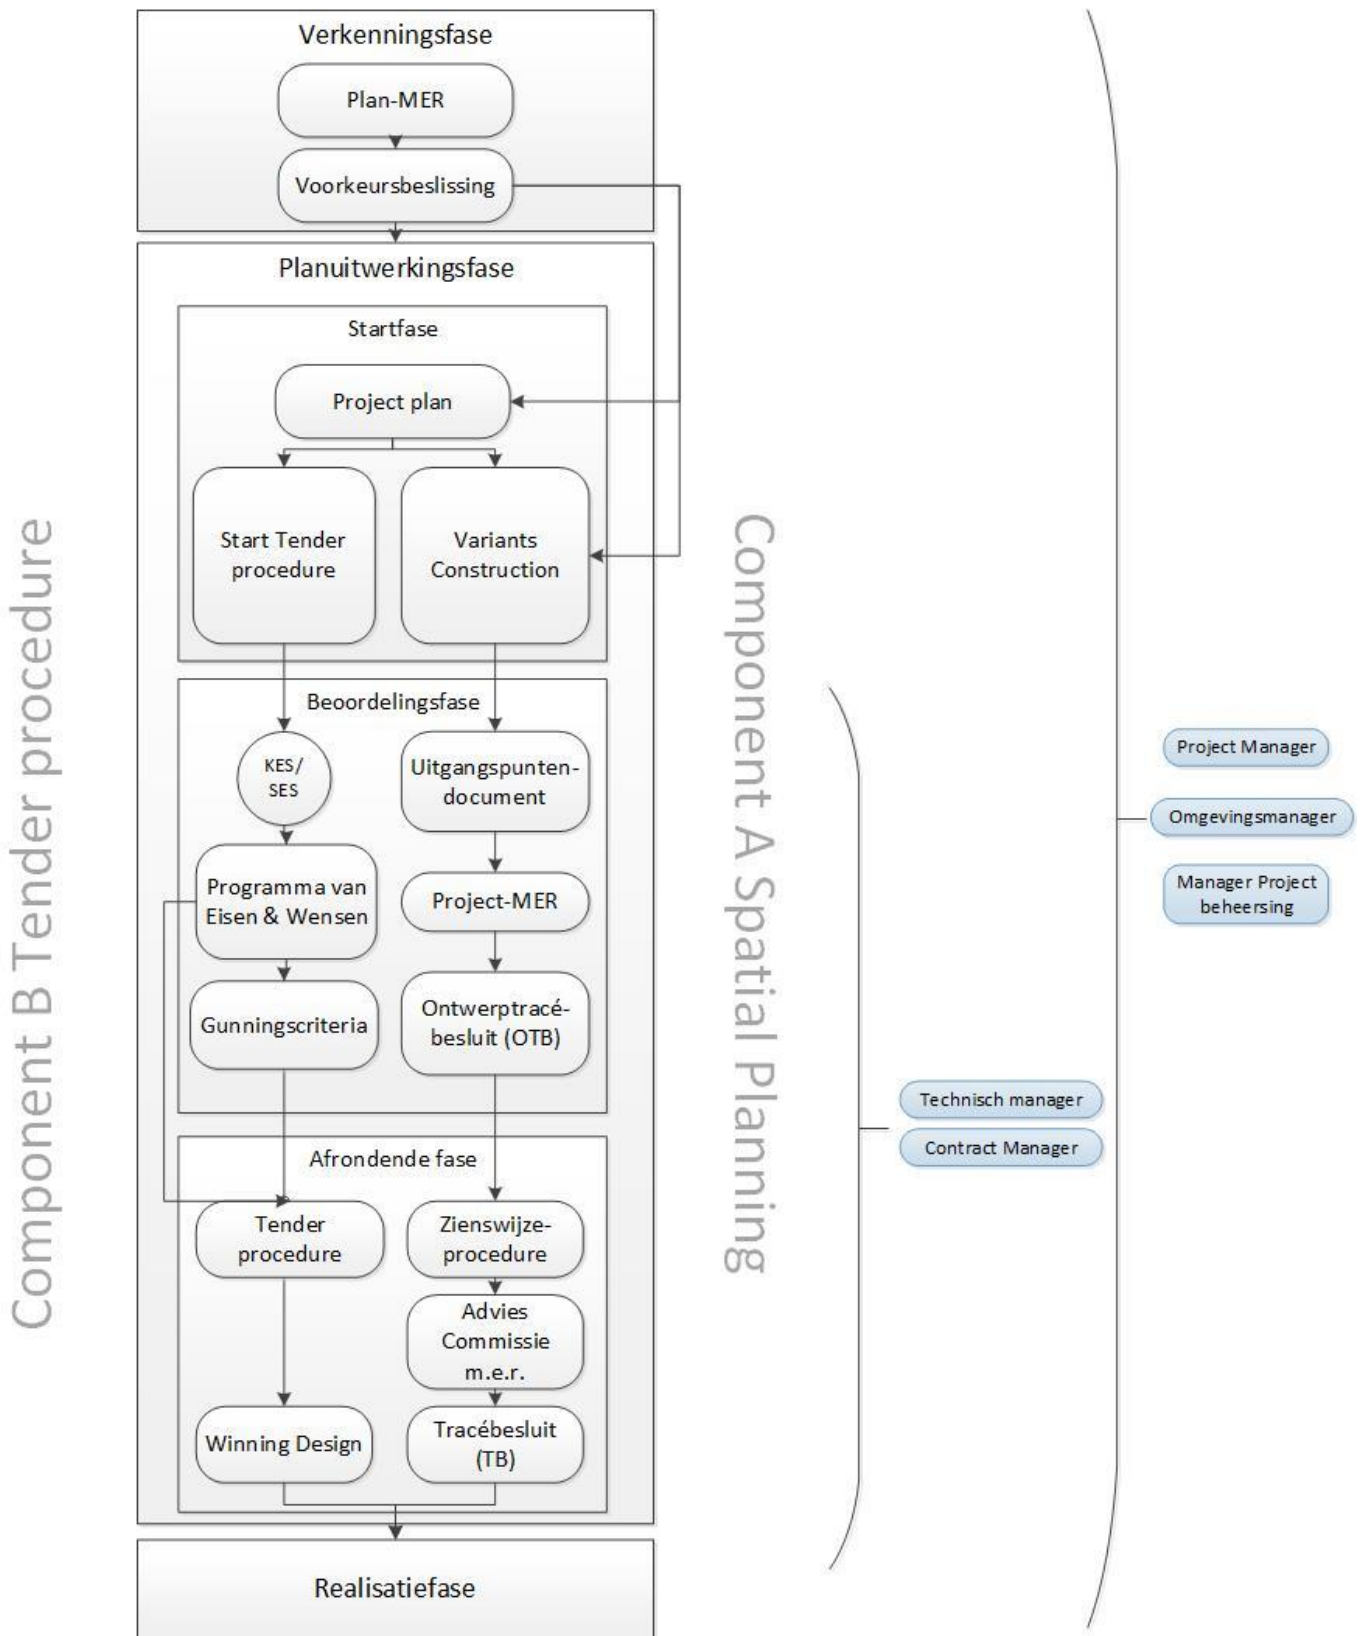 Verkenningsfase
Plan-MER
Voorkeursbeslissing
Planuitwerkingsfase
Startfase
Project plan
Start Tender
procedure
Variants
Construction
Beoordelingsfase
KES/
SES
Uitgangspunten-
document
Programma van
Eisen & Wensen
Project-MER
Gunningscriteria
Ontwerptracé-
besluit (OTB)
Afrondende fase
Tender
procedure
Zienswijze-
procedure
Advies
Commissie
m.e.r.
Winning Design
Tracébesluit
(TB)
Realisatiefase
Component B Tender procedure
Component A Spatial Planning
Technisch manager
Contract Manager
Project Manager
Omgevingsmanager
Manager Project
beheersing